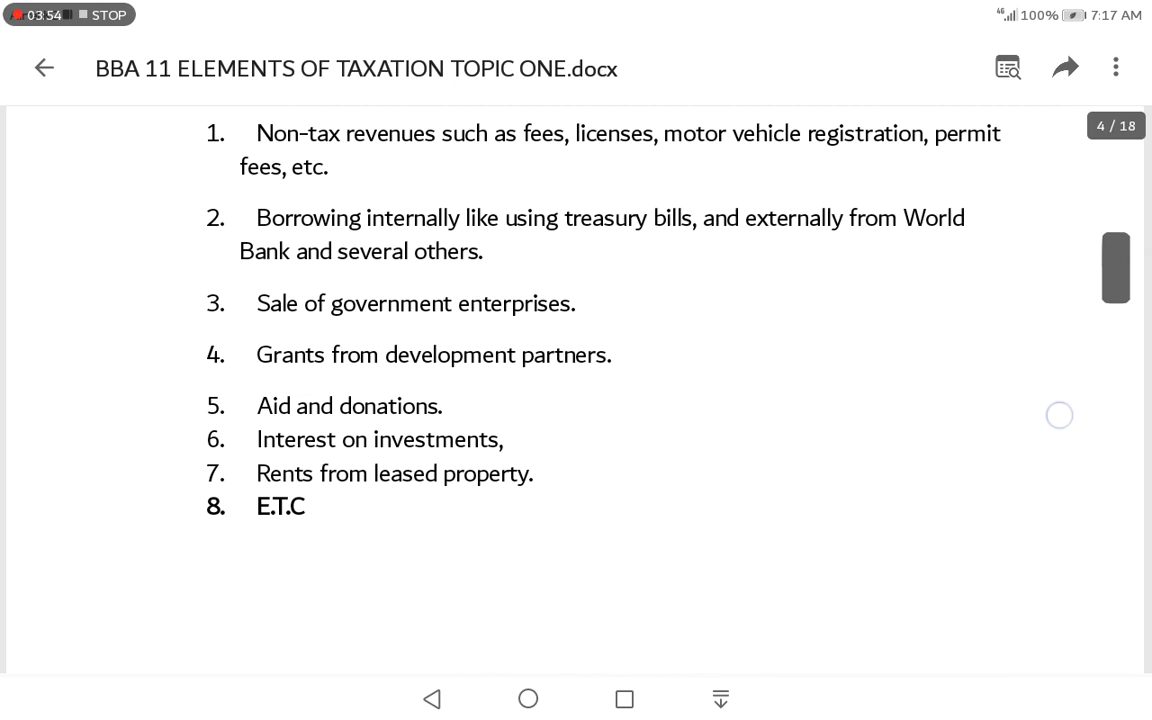 03:54 STOP
4G 100% 7:17 AM
BBA 11 ELEMENTS OF TAXATION TOPIC ONE.docx
4 / 18
1. Non-tax revenues such as fees, licenses, motor vehicle registration, permit
fees, etc.
2. Borrowing internally like using treasury bills, and externally from World
Bank and several others.
3. Sale of government enterprises.
4. Grants from development partners.
5. Aid and donations.
6. Interest on investments,
7. Rents from leased property.
8. E.T.C